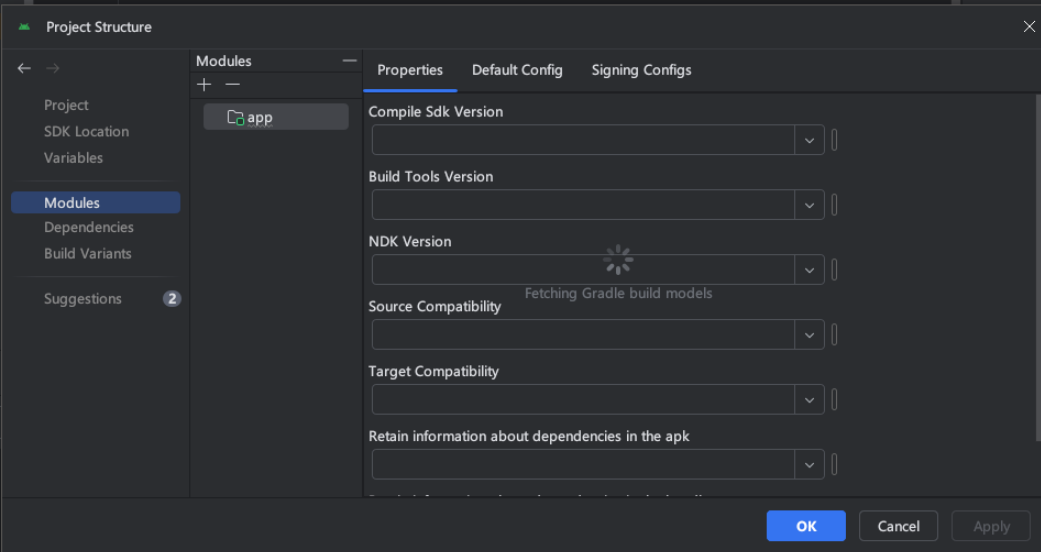 Project Structure
Project
SDK Location
Variables
Modules
Dependencies
Build Variants
Suggestions 2
Modules
app
Properties Default Config Signing Configs
Compile Sdk Version
Build Tools Version
NDK Version
Fetching Gradle build models
Source Compatibility
Target Compatibility
Retain information about dependencies in the apk
OK Cancel Apply